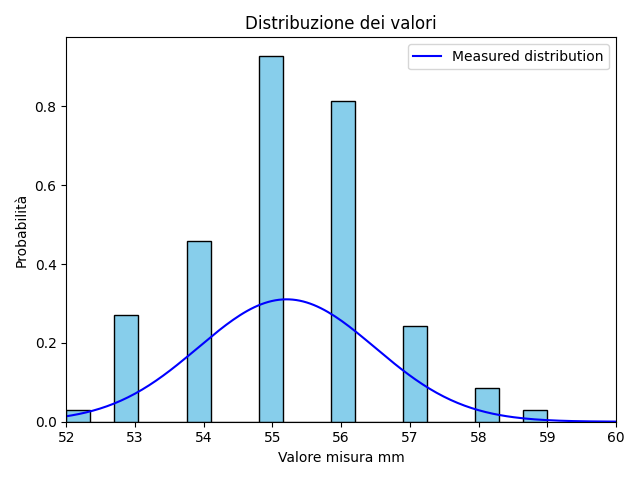 Distribuzione dei valori
Measured distribution
Probabilità
0.8
0.6
0.4
0.2
0.0
52 53 54 55 56 57 58 59 60
Valore misura mm